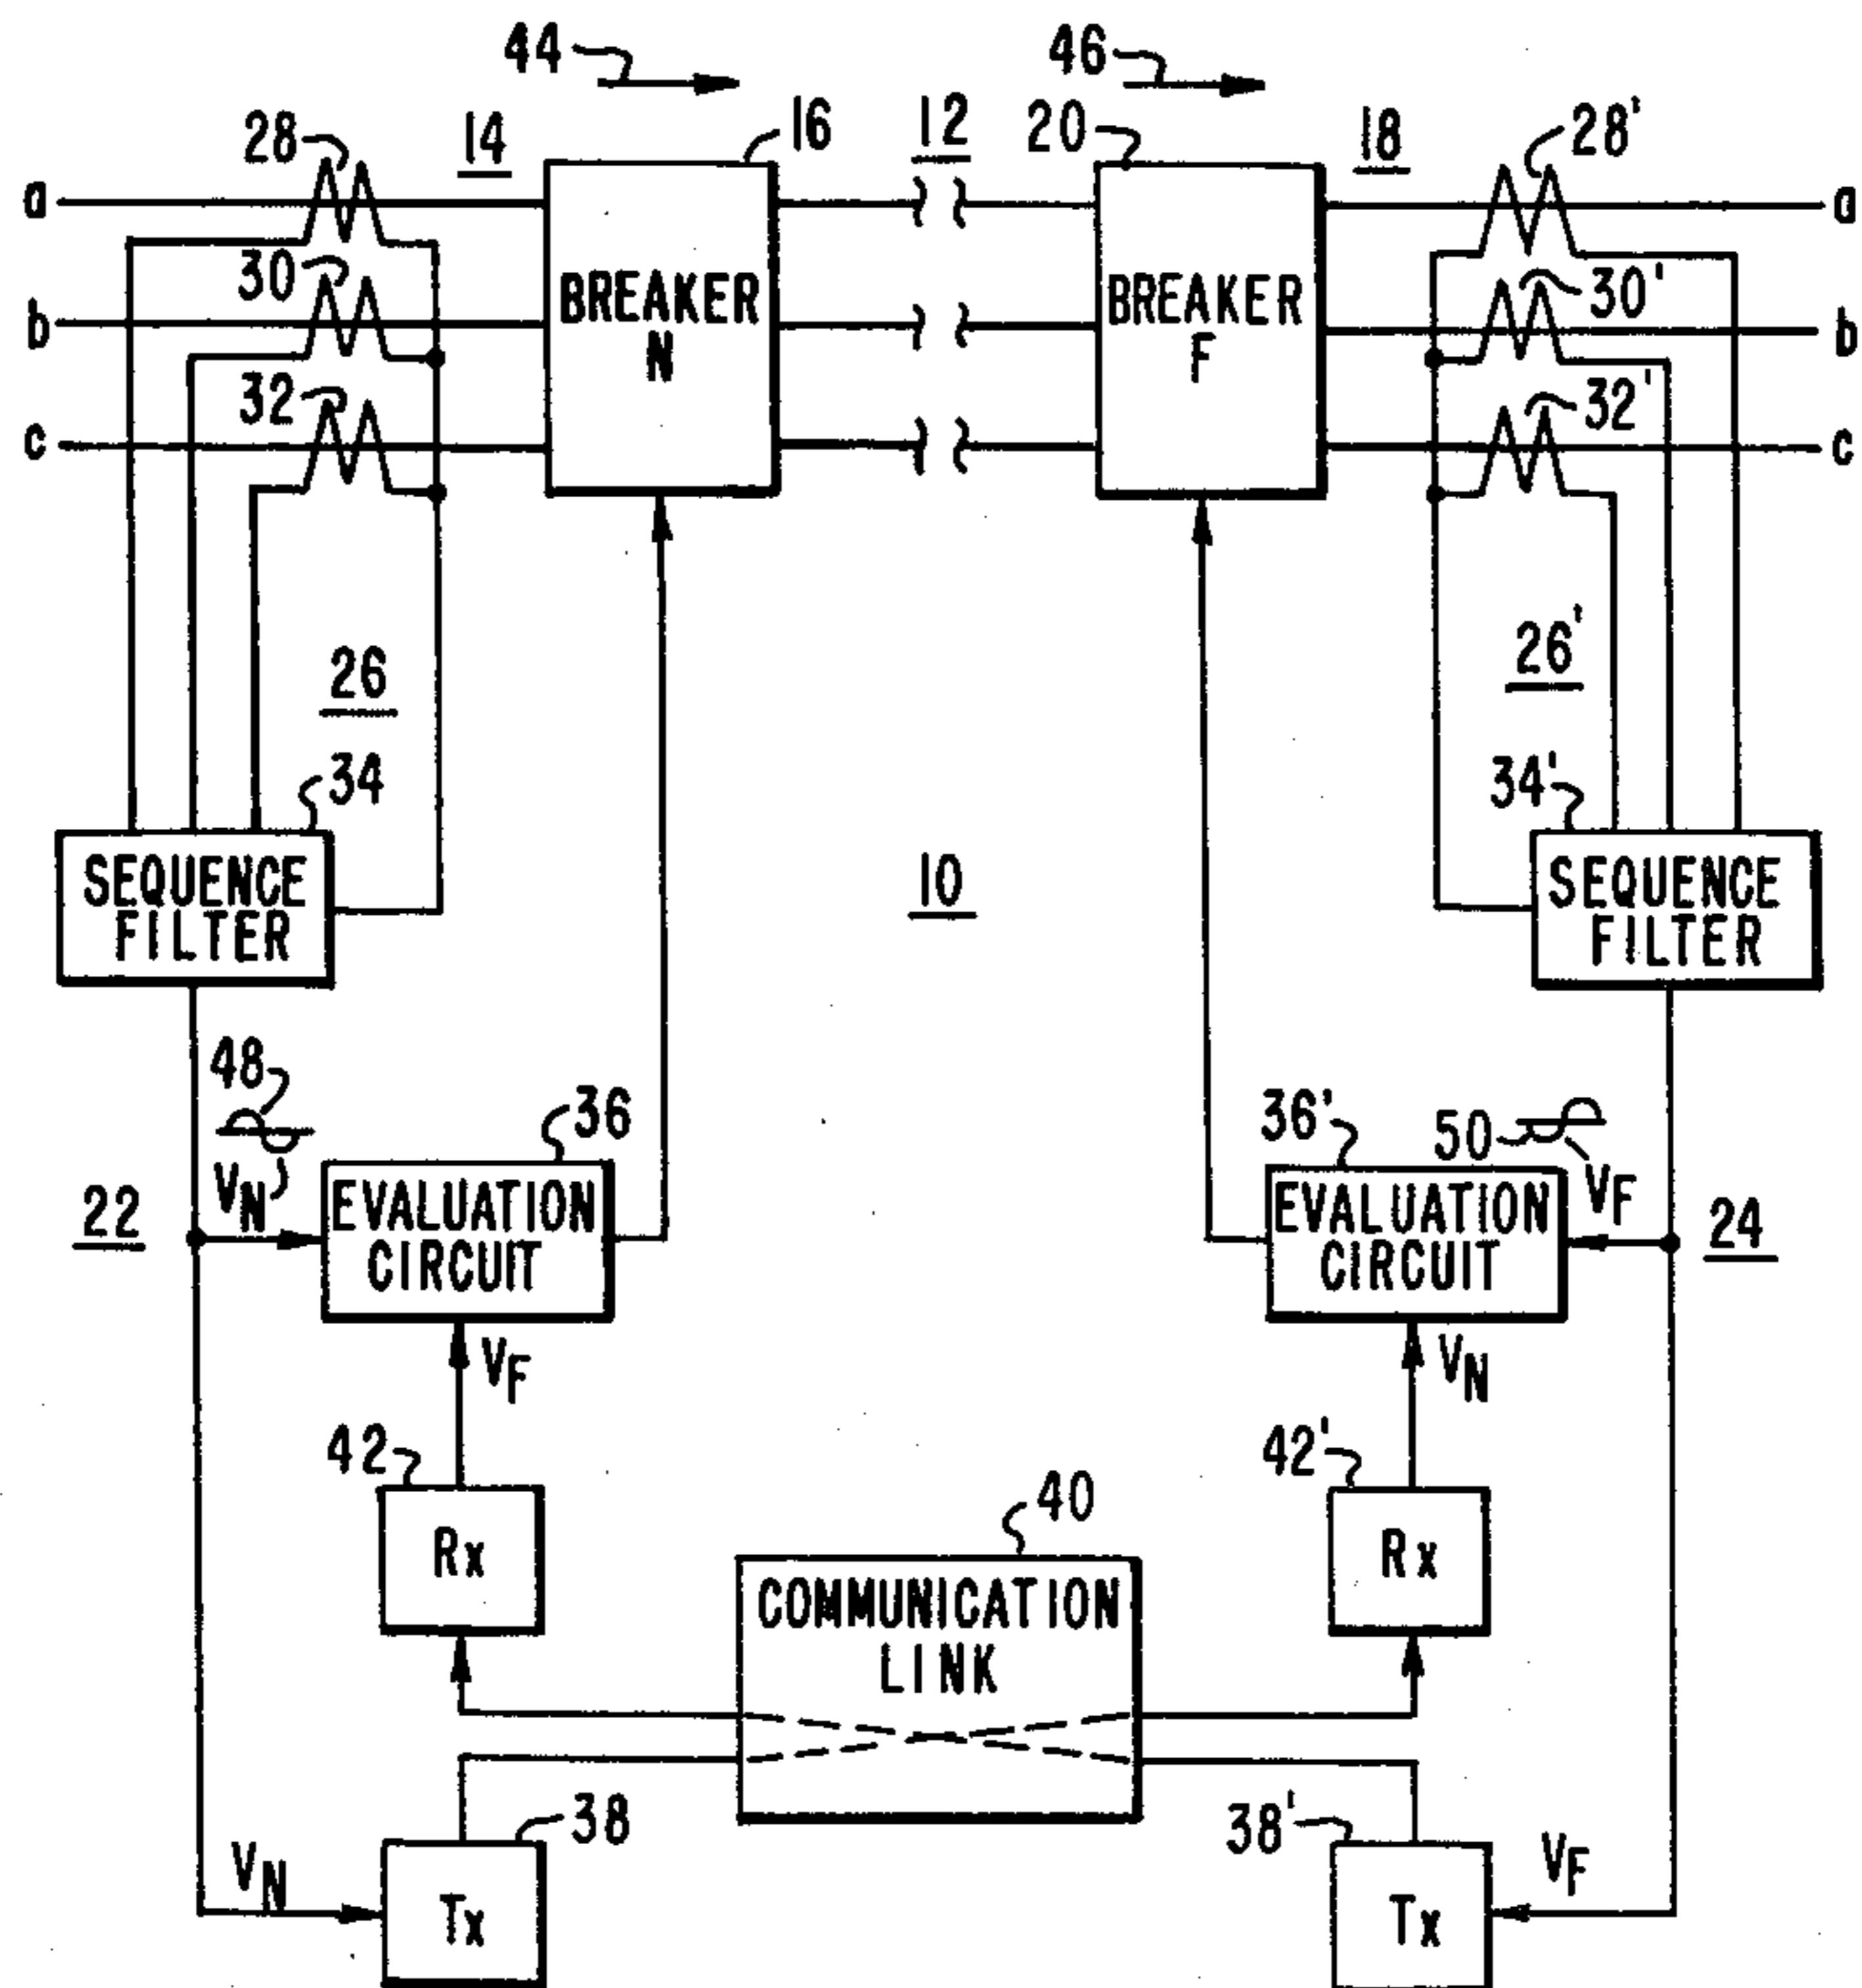 44
46
28
14
16
12
20
18
28'
a
a
30
BREAKER
N
BREAKER
F
30'
b
b
32
32'
c
c
26
26'
34
34'
SEQUENCE
FILTER
10
SEQUENCE
FILTER
48
36
36'
50
VN
VF
22
EVALUATION
CIRCUIT
EVALUATION
CIRCUIT
24
VF
VN
42
42'
40
Rx
Rx
COMMUNICATION
LINK
38
38'
VN
VF
Tx
Tx